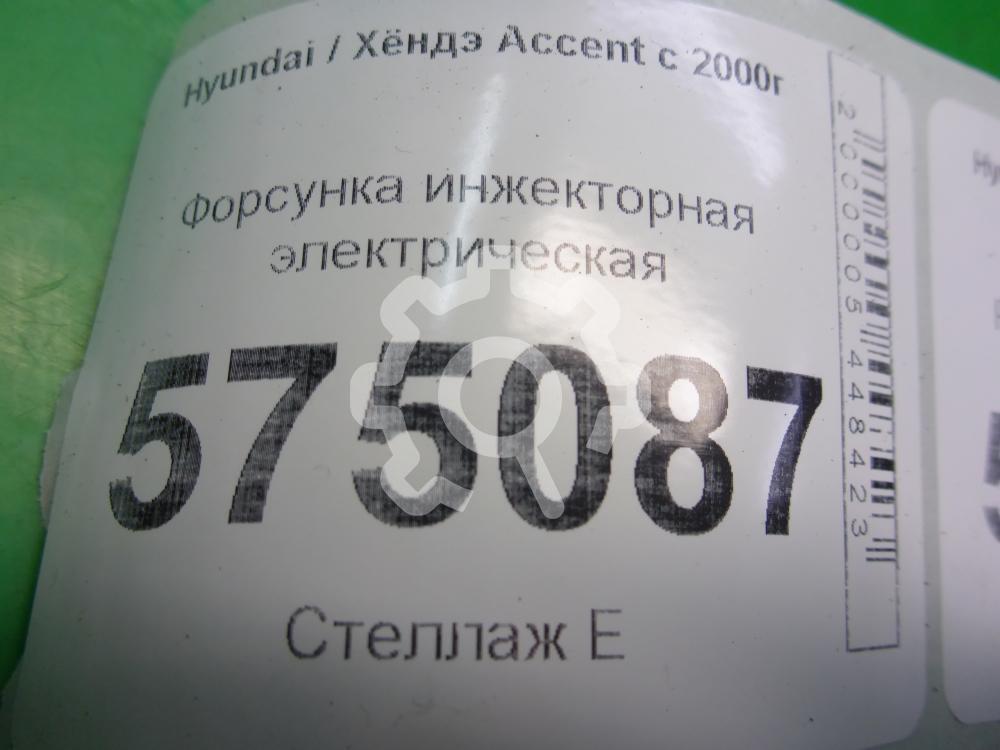 Hyundai / Хёндэ Accent с 2000г
Форсунка инжекторная
электрическая
575087
Стеллаж Е
2000005448423